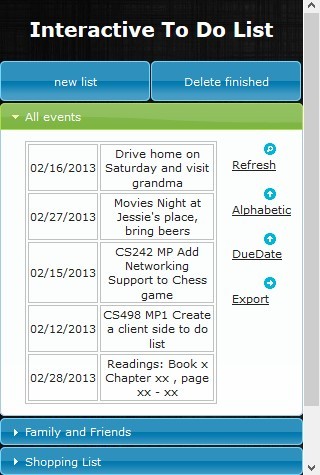 Interactive To Do List
new list
Delete finished
All events
02/16/2013
Drive home on
Saturday and visit
grandma
02/27/2013
Movies Night at
Jessie's place,
bring beers
02/15/2013
CS242 MP Add
Networking
Support to Chess
game
02/12/2013
CS498 MP1 Create
a client side to do
list
02/28/2013
Readings: Book x
Chapter xx , page
xx - xx
Refresh
Alphabetic
DueDate
Export
Family and Friends
Shopping List